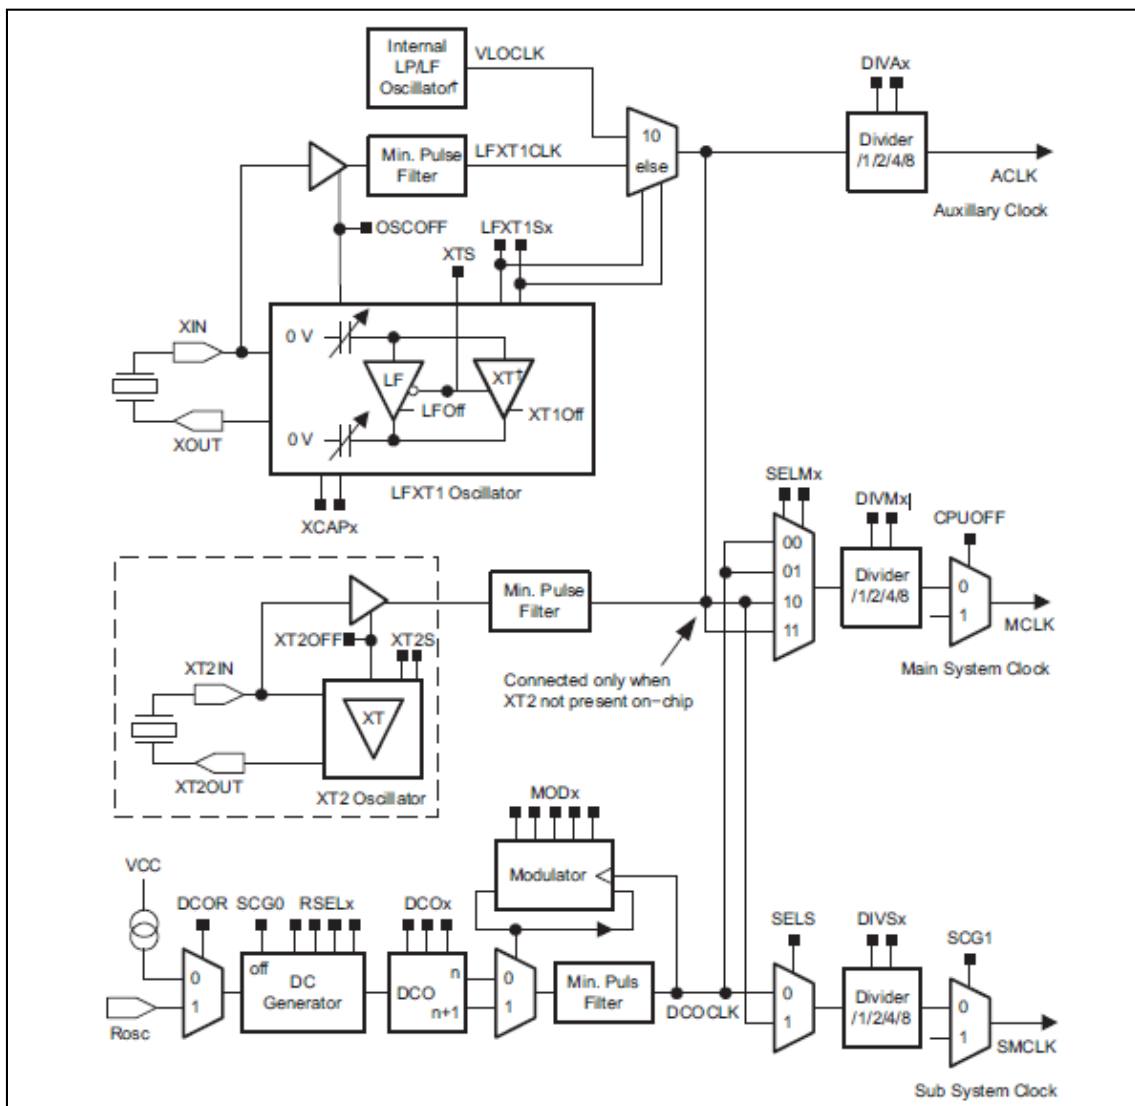 Internal
LP/LF
Oscillator†
VLOCLK
DIVAx
10
else
Divider
/1/2/4/8
Min. Pulse
Filter
LFXT1CLK
ACLK
Auxillary Clock
OSCOFF
LFXT1Sx
XTS
XIN
0 V
LF
XT†
LFOff
XT1Off
0 V
XOUT
LFXT1 Oscillator
XCAPx
SELMx
DIVMx
CPUOFF
00
01
10
11
Divider
/1/2/4/8
0
1
MCLK
Main System Clock
Min. Pulse
Filter
XT2OFF
XT2S
XT2IN
XT
XT2OUT
XT2 Oscillator
Connected only when
XT2 not present on-chip
MODx
Modulator
VCC
DCOR
SCG0
RSELx
DCOx
0
1
off
DC
Generator
DCO
n
n+1
0
1
Min. Puls
Filter
DCOCLK
Rosc
SELS
DIVSx
SCG1
0
1
Divider
/1/2/4/8
0
1
SMCLK
Sub System Clock